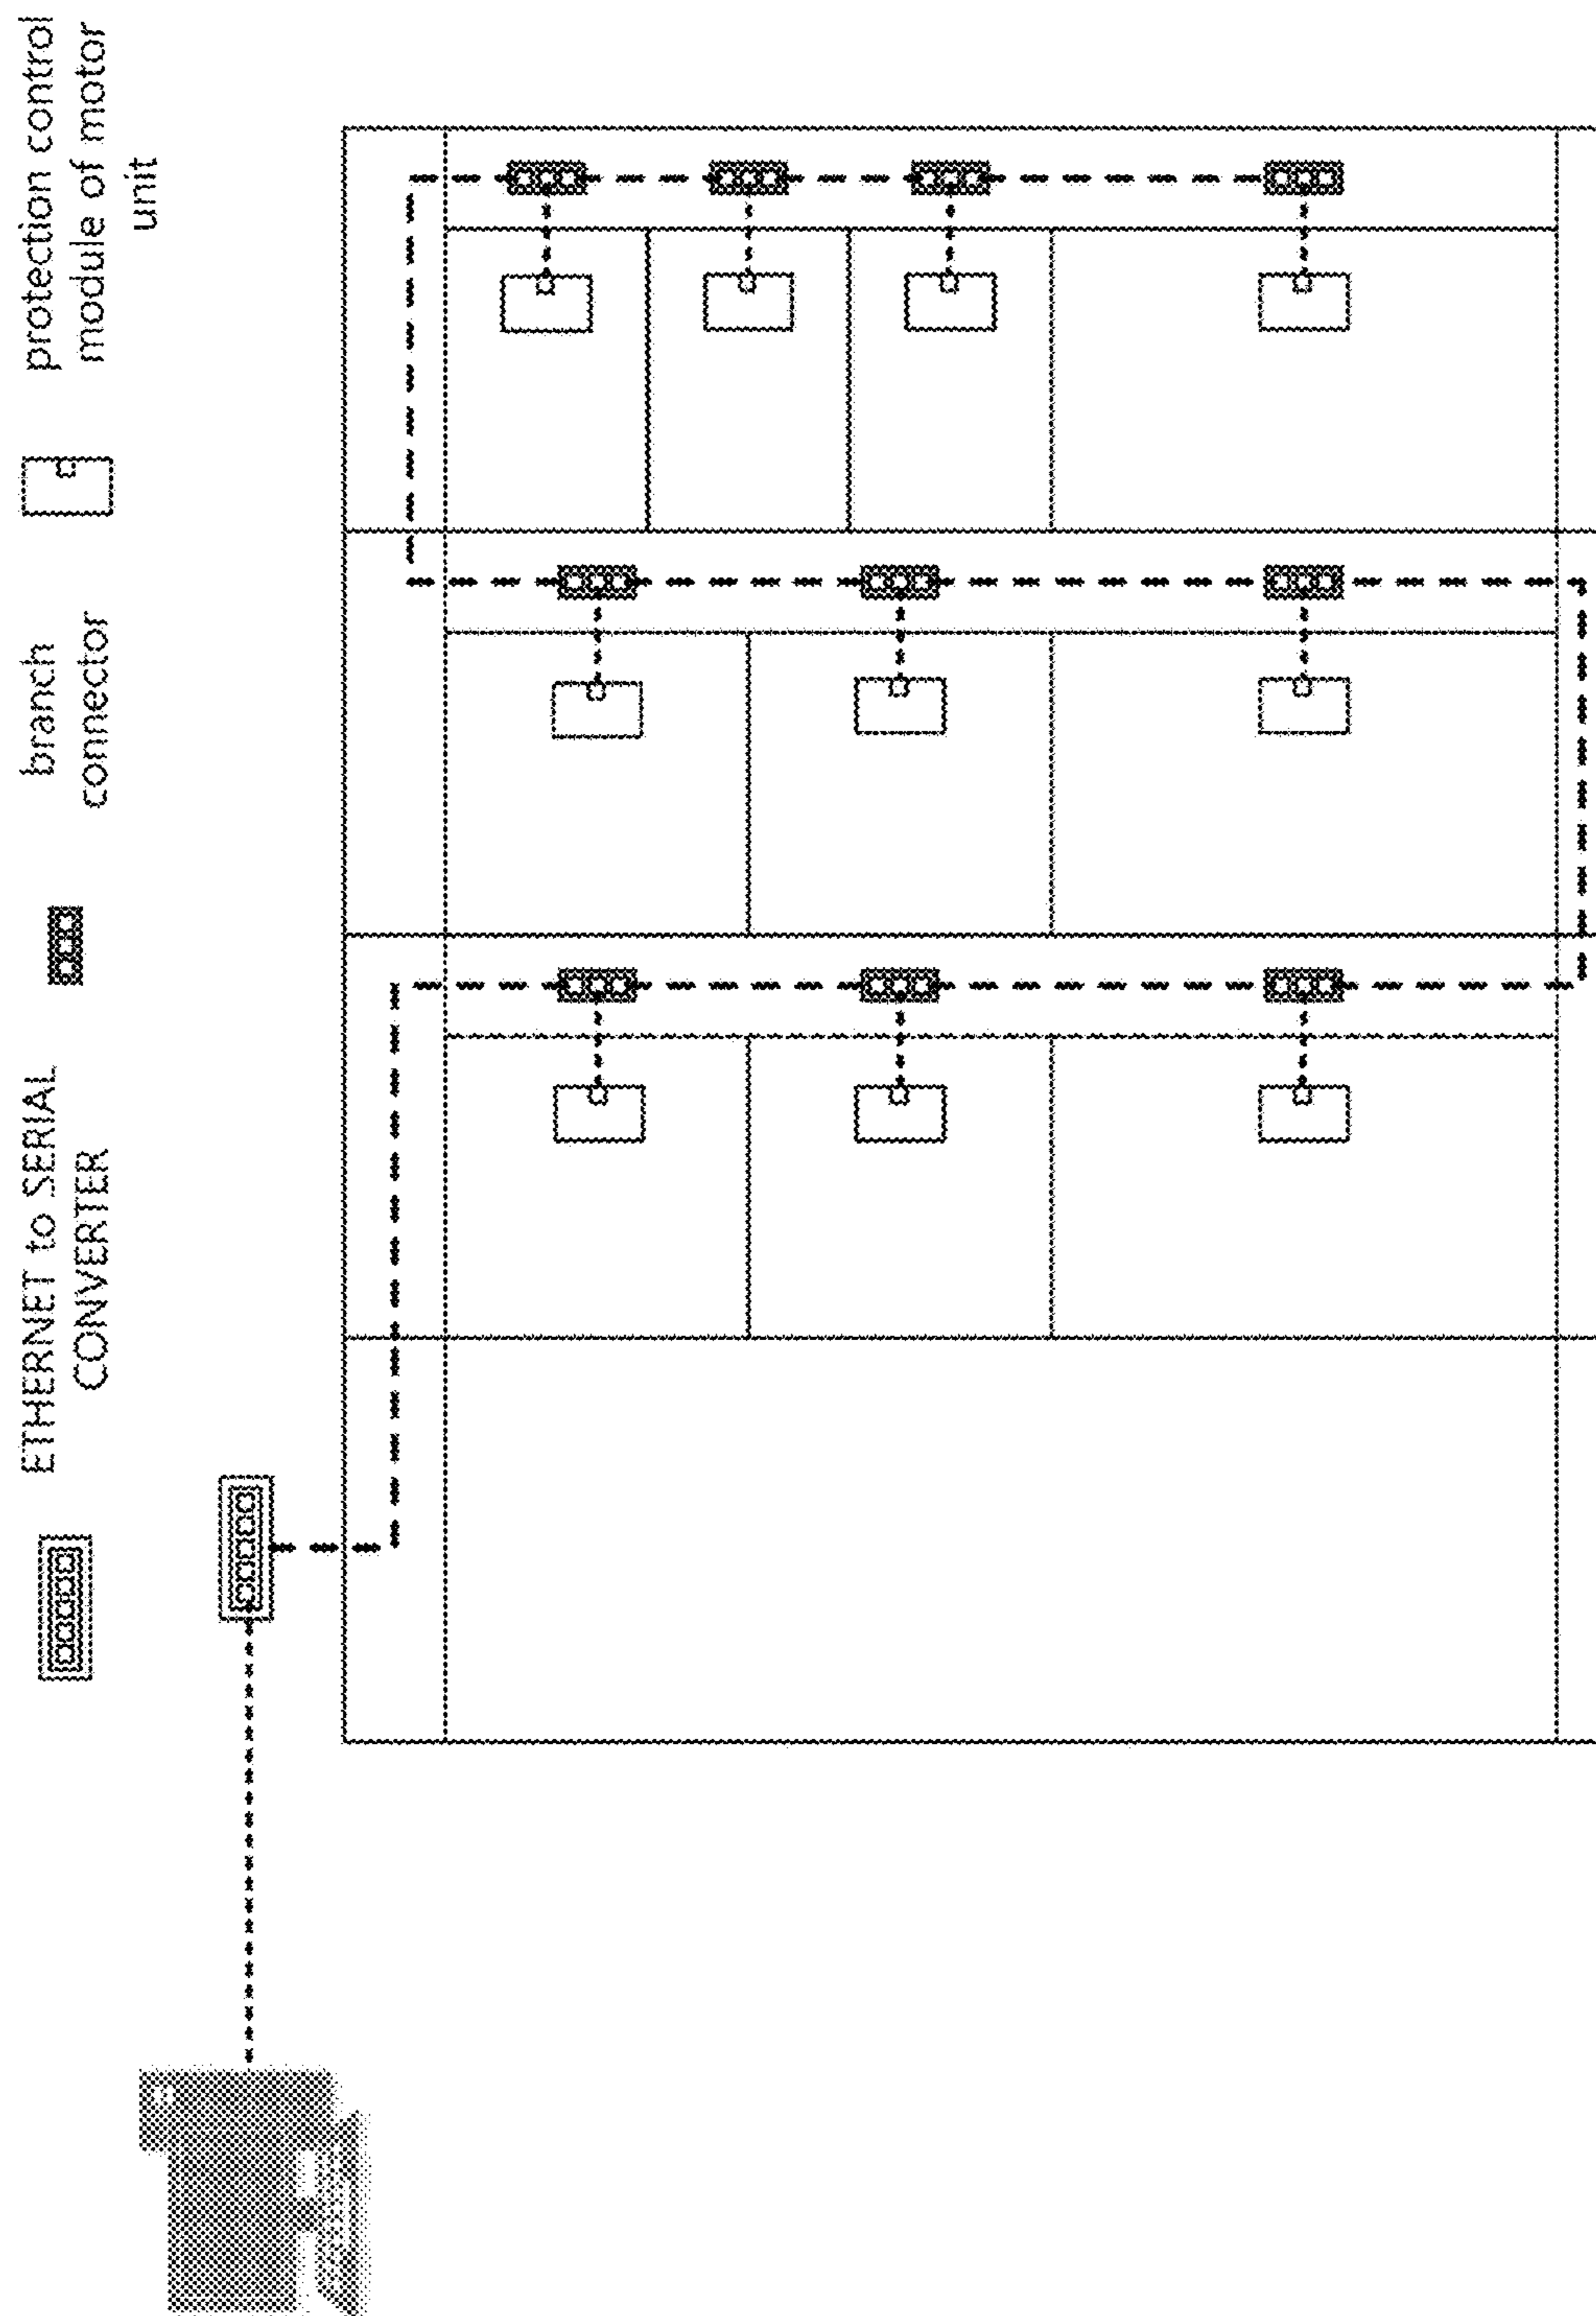 ETHERNET to SERIAL
CONVERTER
branch
connector
protection control
module of motor
unit